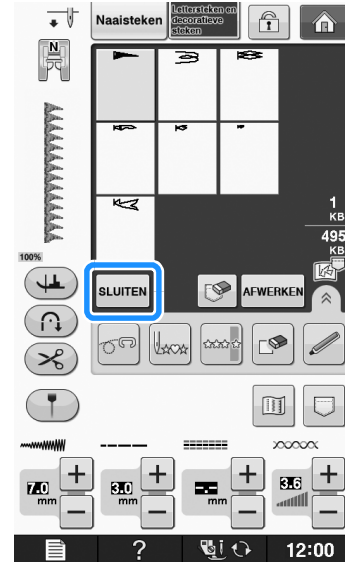 N
Naaisteken
Lettersteken en
decoratieve
steken
1
KB
495
KB
100%
SLUITEN
AFWERKEN
7.0
mm
3.0
mm
-.-
mm
3.6
?
12:00